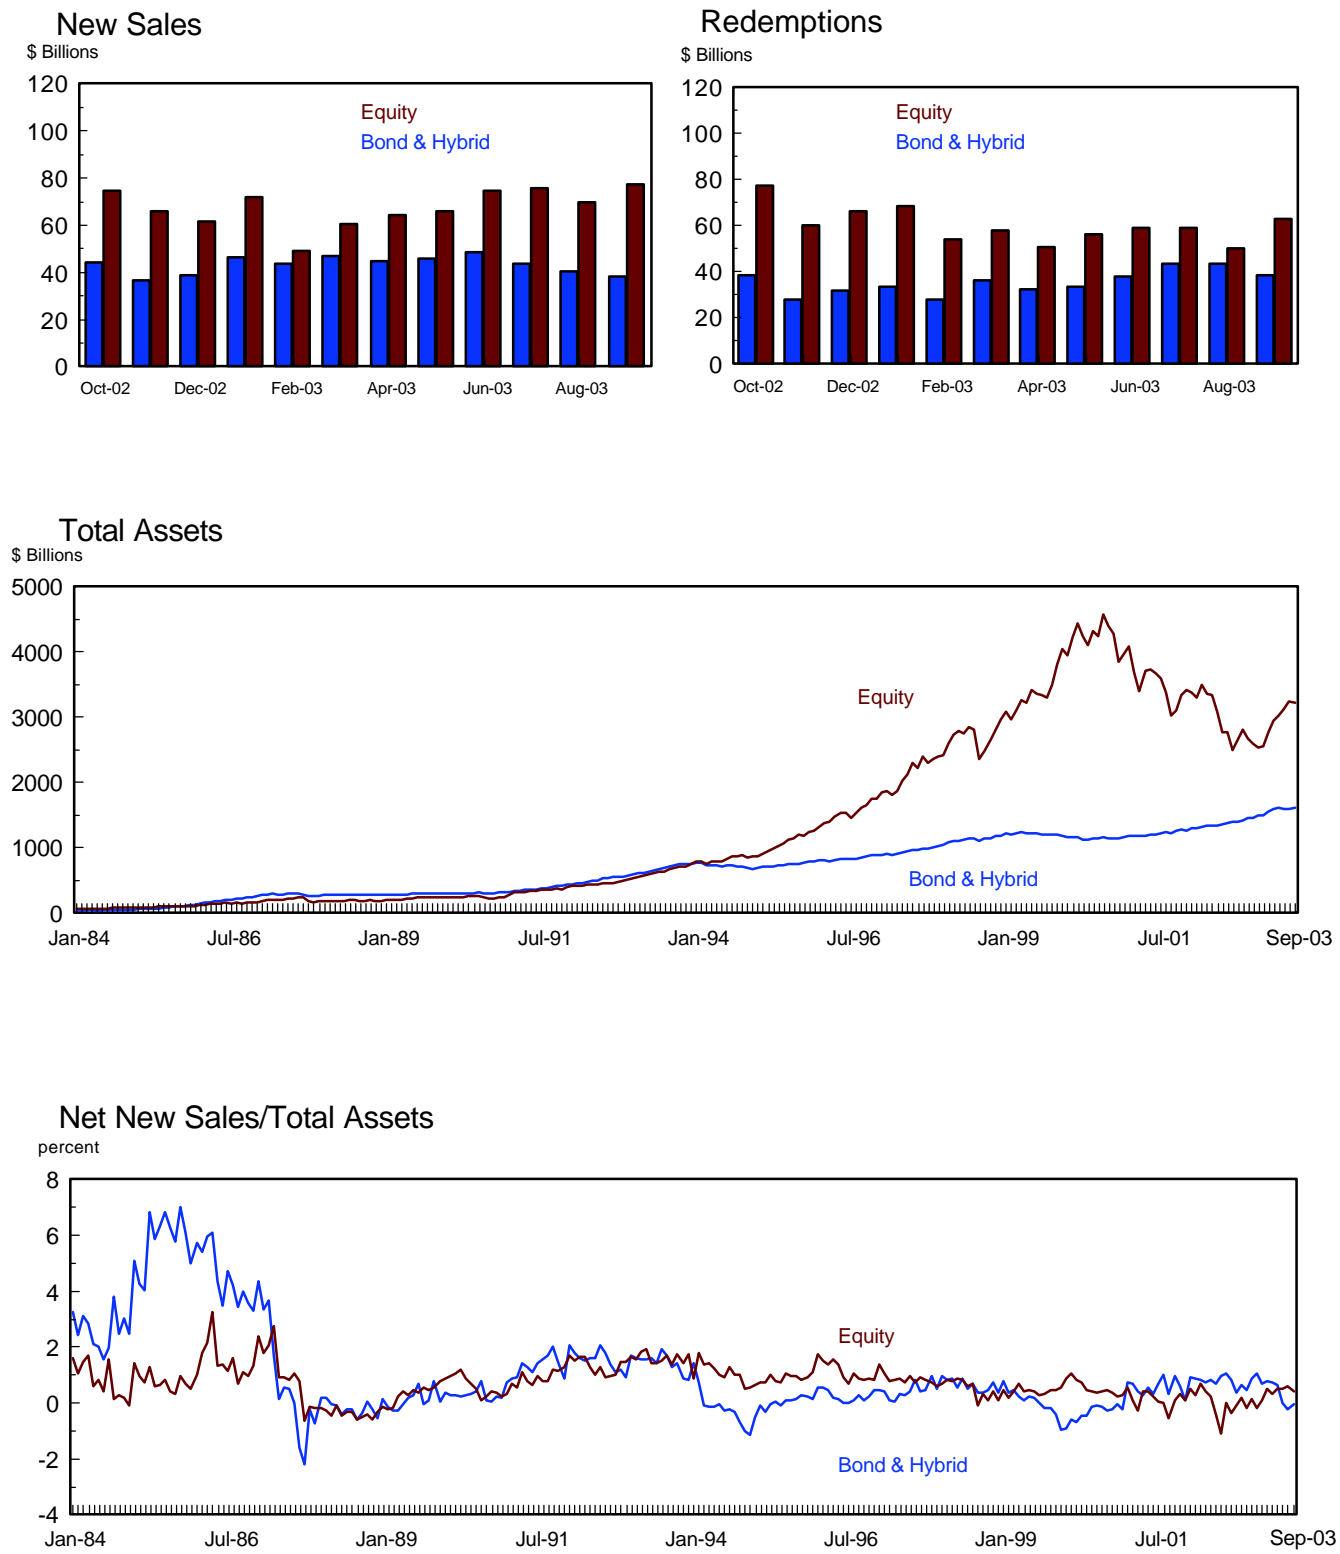 New Sales
$ Billions
120
100
80
60
40
20
0
Equity
Bond & Hybrid
Oct-02 Dec-02 Feb-03 Apr-03 Jun-03 Aug-03
Redemptions
$ Billions
120
100
80
60
40
20
0
Equity
Bond & Hybrid
Oct-02 Dec-02 Feb-03 Apr-03 Jun-03 Aug-03
Total Assets
$ Billions
5000
4000
3000
2000
1000
0
Equity
Bond & Hybrid
Jan-84 Jul-86 Jan-89 Jul-91 Jan-94 Jul-96 Jan-99 Jul-01 Sep-03
Net New Sales/Total Assets
percent
8
6
4
2
0
-2
-4
Equity
Bond & Hybrid
Jan-84 Jul-86 Jan-89 Jul-91 Jan-94 Jul-96 Jan-99 Jul-01 Sep-03